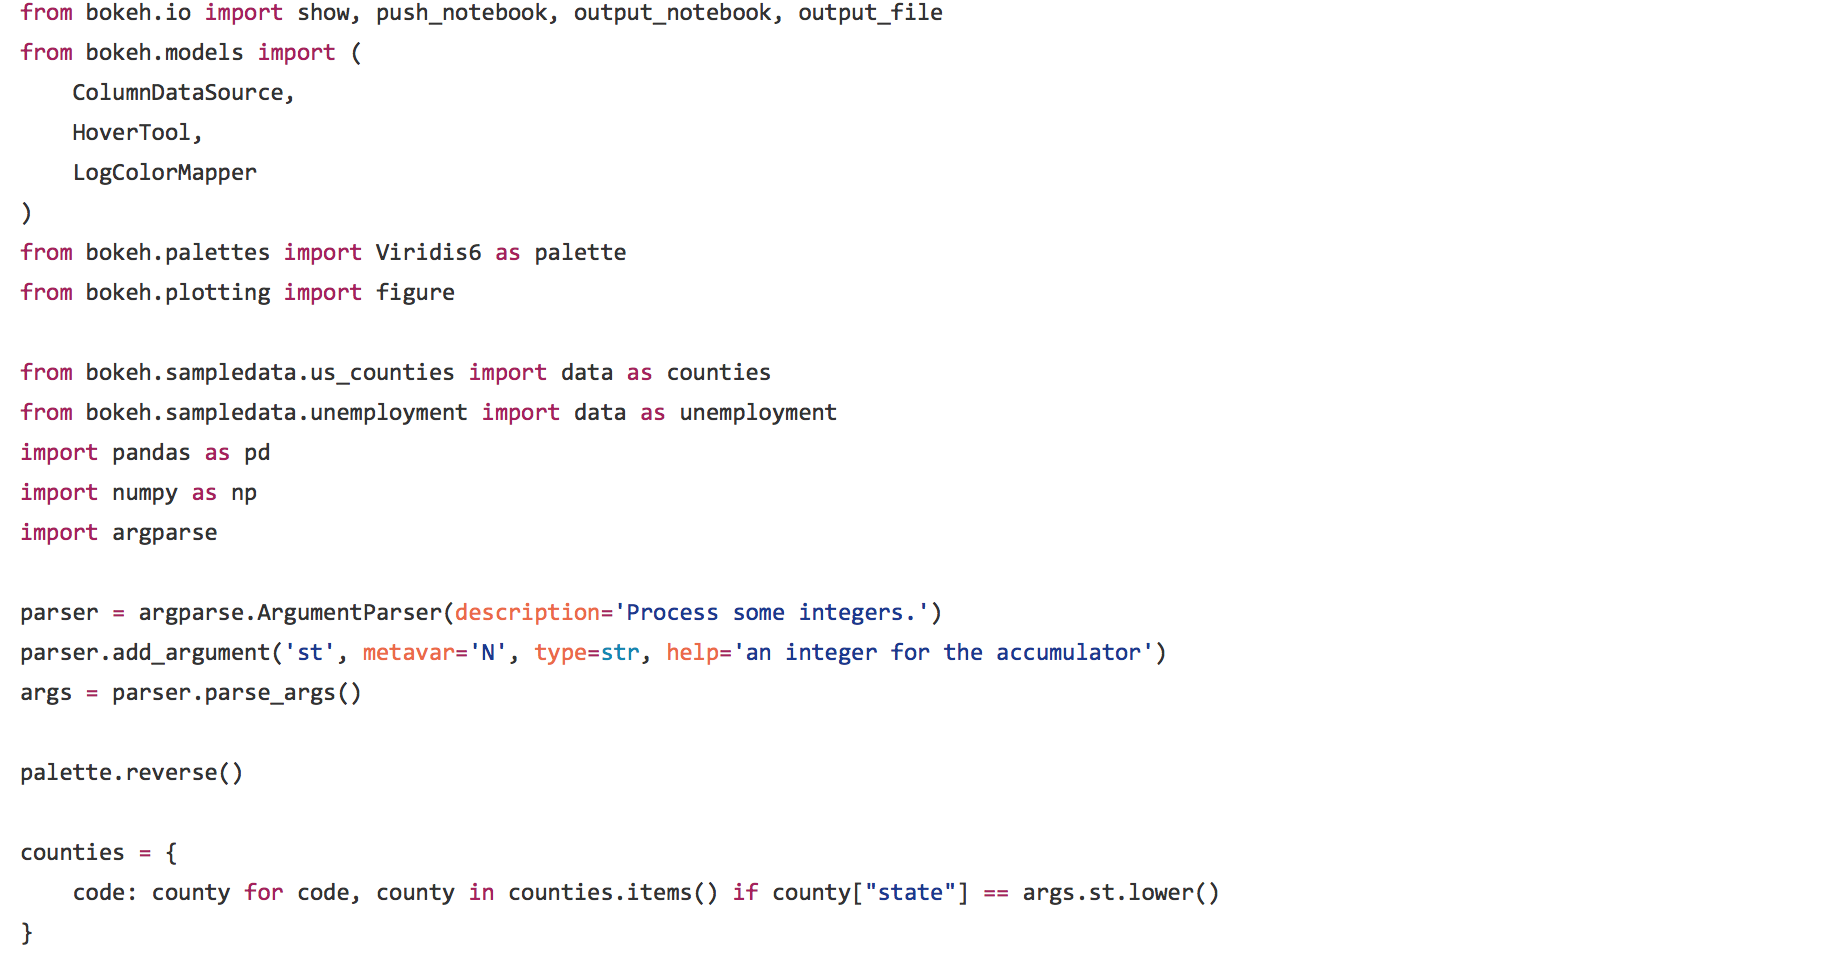 from bokeh.io import show, push_notebook, output_notebook, output_file
from bokeh.models import (
    ColumnDataSource,
    HoverTool,
    LogColorMapper
)
from bokeh.palettes import Viridis6 as palette
from bokeh.plotting import figure

from bokeh.sampledata.us_counties import data as counties
from bokeh.sampledata.unemployment import data as unemployment
import pandas as pd
import numpy as np
import argparse

parser = argparse.ArgumentParser(description='Process some integers.')
parser.add_argument('st', metavar='N', type=str, help='an integer for the accumulator')
args = parser.parse_args()

palette.reverse()

counties = {
    code: county for code, county in counties.items() if county["state"] == args.st.lower()
}